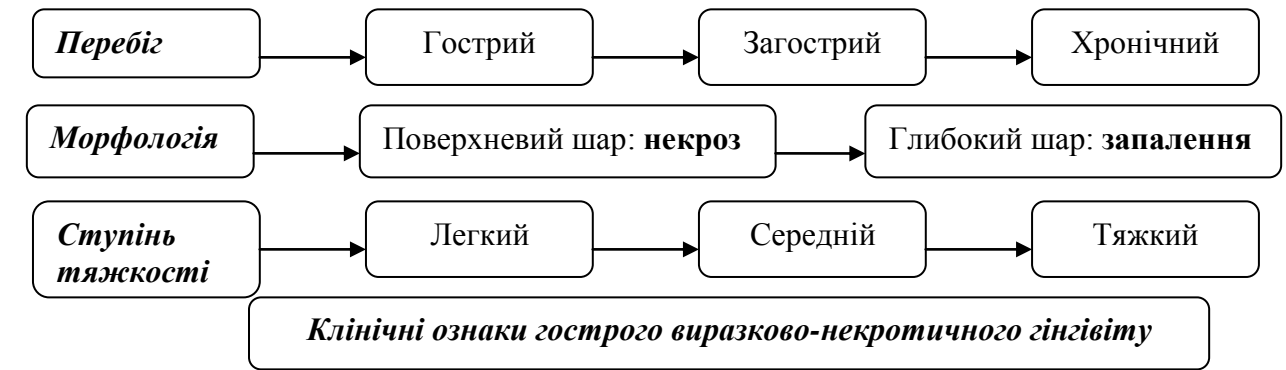 Перебіг Гострий Загострий Хронічний
Морфологія Поверхневий шар: некроз Глибокий шар: запалення
Ступінь
тяжкості Легкий Середній Тяжкий
Клінічні ознаки гострого виразково-некротичного гінгівіту